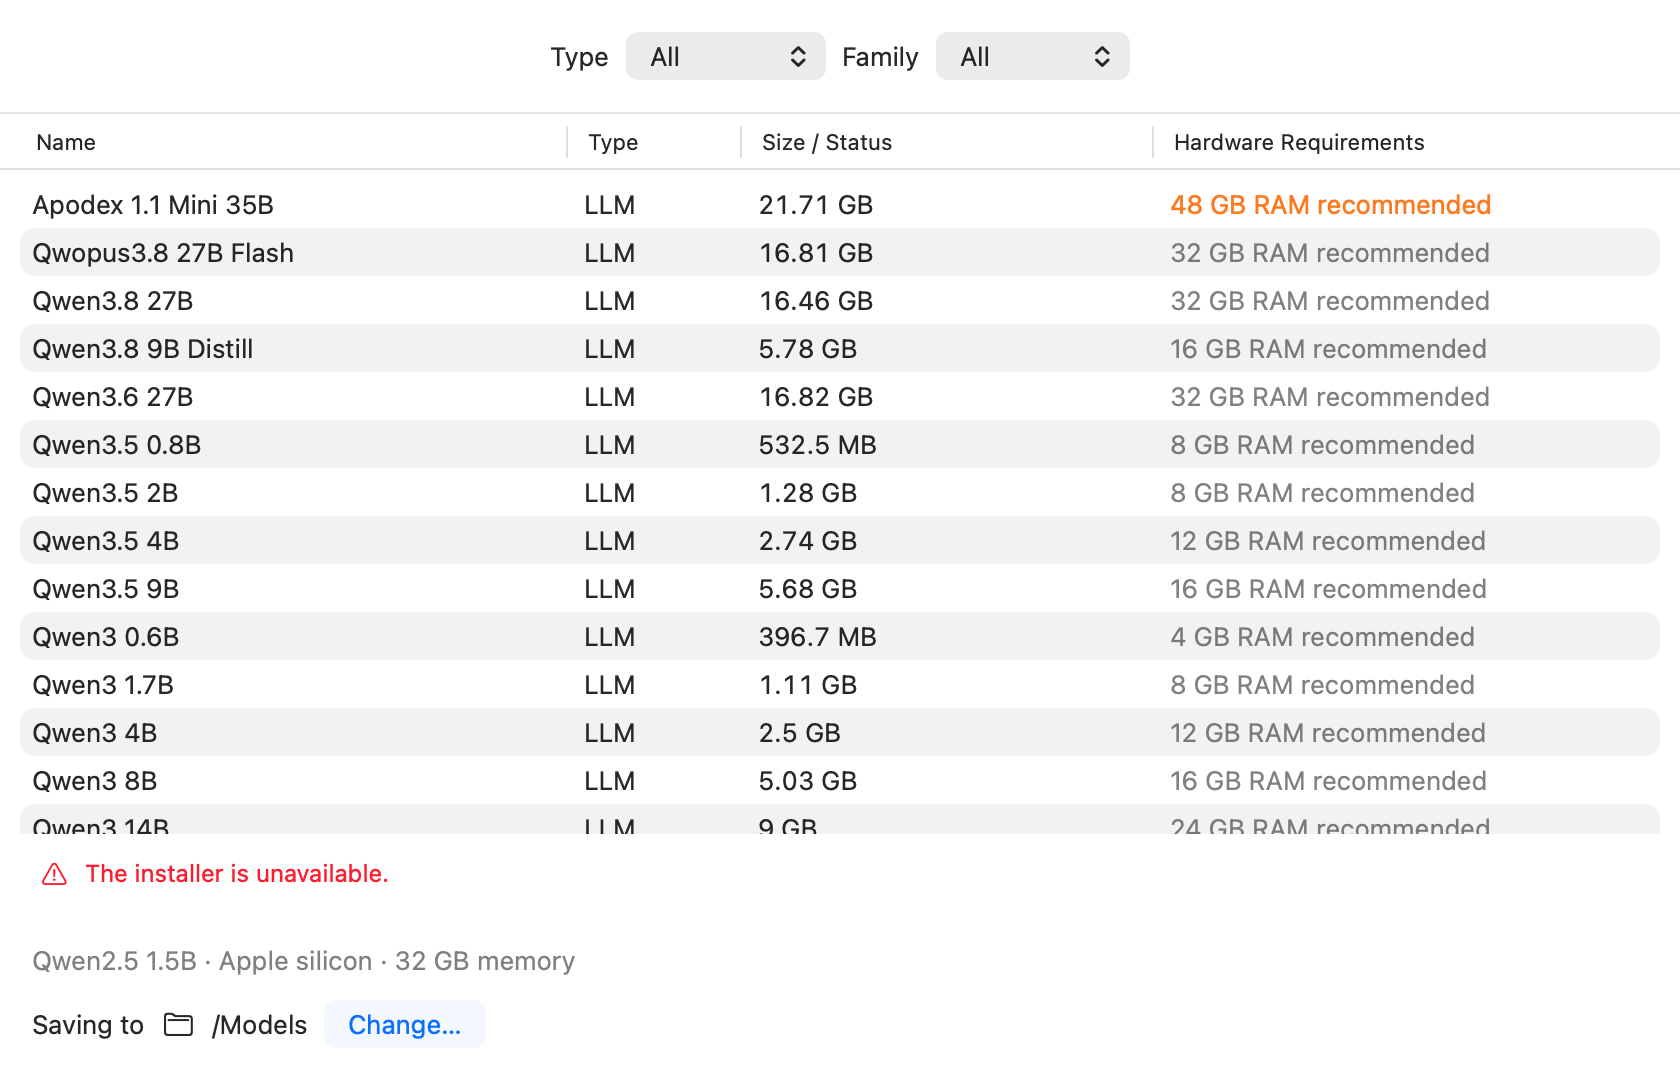 Type All Family All
Name Type Size / Status Hardware Requirements
Apodex 1.1 Mini 35B LLM 21.71 GB 48 GB RAM recommended
Qwopus3.8 27B Flash LLM 16.81 GB 32 GB RAM recommended
Qwen3.8 27B LLM 16.46 GB 32 GB RAM recommended
Qwen3.8 9B Distill LLM 5.78 GB 16 GB RAM recommended
Qwen3.6 27B LLM 16.82 GB 32 GB RAM recommended
Qwen3.5 0.8B LLM 532.5 MB 8 GB RAM recommended
Qwen3.5 2B LLM 1.28 GB 8 GB RAM recommended
Qwen3.5 4B LLM 2.74 GB 12 GB RAM recommended
Qwen3.5 9B LLM 5.68 GB 16 GB RAM recommended
Qwen3 0.6B LLM 396.7 MB 4 GB RAM recommended
Qwen3 1.7B LLM 1.11 GB 8 GB RAM recommended
Qwen3 4B LLM 2.5 GB 12 GB RAM recommended
Qwen3 8B LLM 5.03 GB 16 GB RAM recommended
Qwen3 14B LLM 9 GB 24 GB RAM recommended
The installer is unavailable.
Qwen2.5 1.5B · Apple silicon · 32 GB memory
Saving to /Models Change...